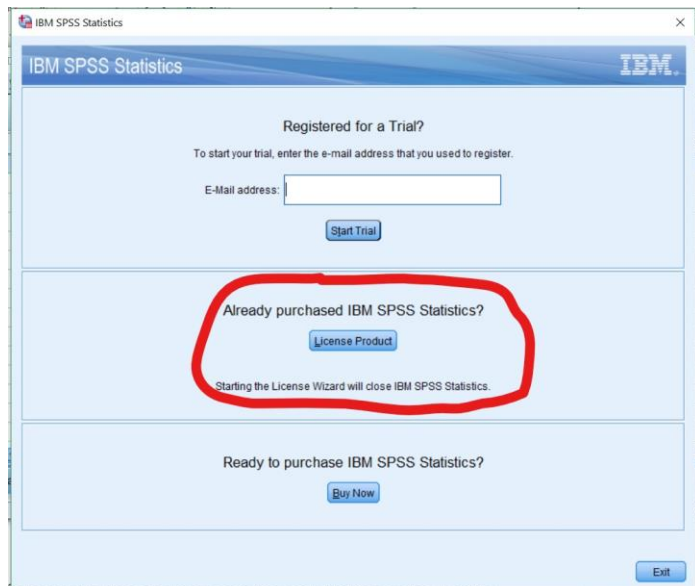 IBM SPSS Statistics
IBM SPSS Statistics
IBM.
Registered for a Trial?
To start your trial, enter the e-mail address that you used to register.
E-Mail address:
Start Trial
Already purchased IBM SPSS Statistics?
License Product
Starting the License Wizard will close IBM SPSS Statistics.
Ready to purchase IBM SPSS Statistics?
Buy Now
Exit